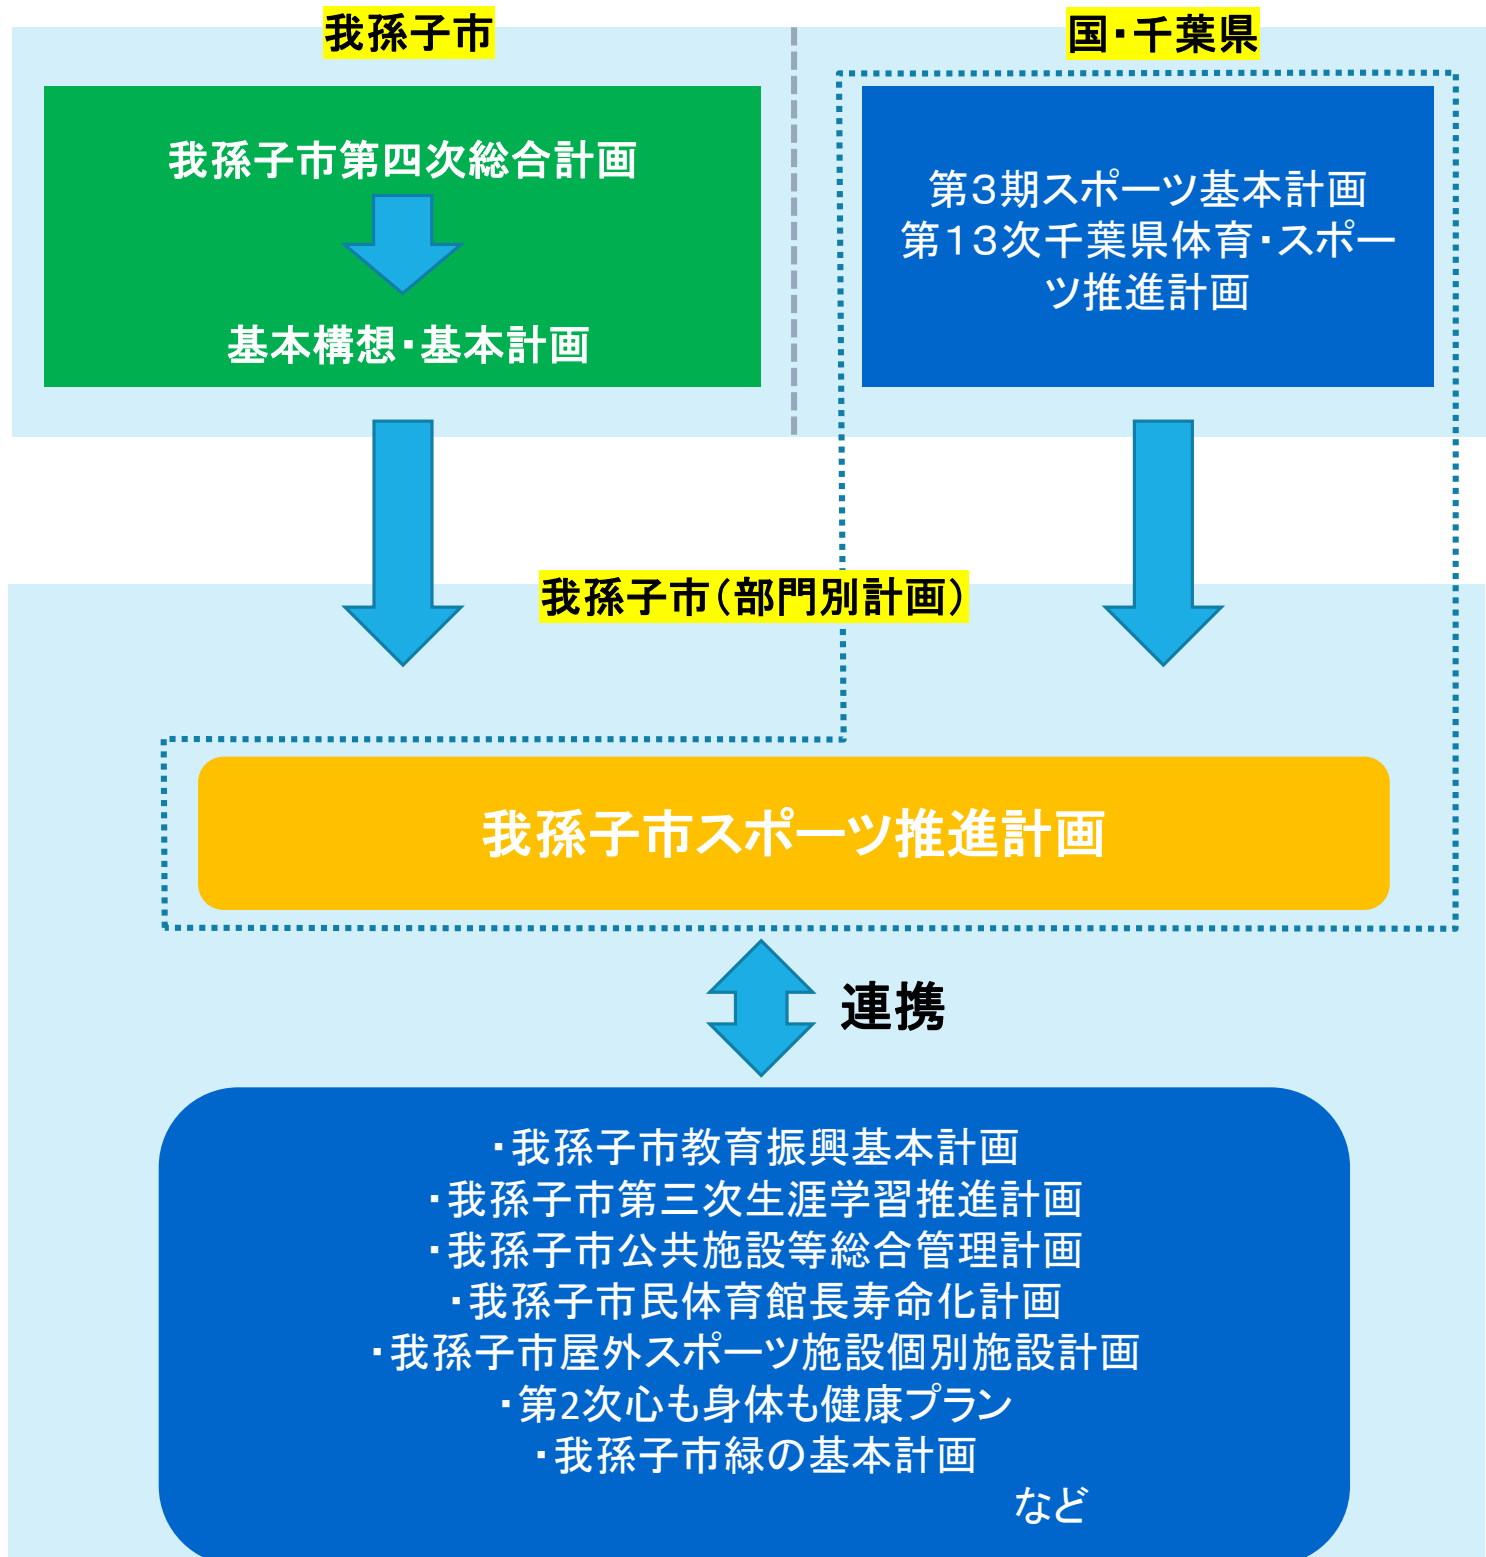 我孫子市
国・千葉県
我孫子市第四次総合計画
基本構想・基本計画
第３期スポーツ基本計画
第１３次千葉県体育・スポー
ツ推進計画
我孫子市（部門別計画）
我孫子市スポーツ推進計画
連携
・我孫子市教育振興基本計画
・我孫子市第三次生涯学習推進計画
・我孫子市公共施設等総合管理計画
・我孫子市民体育館長寿命化計画
・我孫子市屋外スポーツ施設個別施設計画
・第2次心も身体も健康プラン
・我孫子市緑の基本計画
など